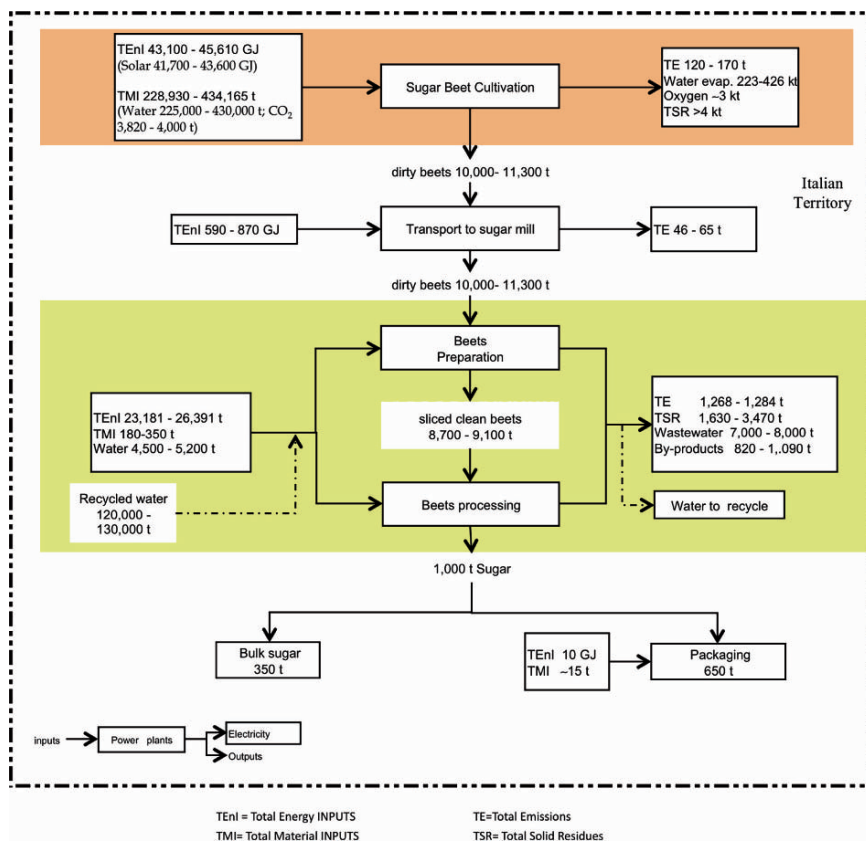 TEnI 43,100 - 45,610 GJ
(Solar 41,700 - 43,600 GJ)
TMI 228,930 - 434,165 t
(Water 225,000 - 430,000 t; CO₂
3,820 - 4,000 t)
Sugar Beet Cultivation
TE 120 - 170 t
Water evap. 223-426 kt
Oxygen ~3 kt
TSR >4 kt
dirty beets 10,000- 11,300 t
Italian
Territory
TEnI 590 - 870 GJ
Transport to sugar mill
TE 46 - 65 t
dirty beets 10,000- 11,300 t
Beets
Preparation
TEnI 23,181 - 26,391 t
TMI 180-350 t
Water 4,500 - 5,200 t
sliced clean beets
8,700 - 9,100 t
TE 1,268 - 1,284 t
TSR 1,630 - 3,470 t
Wastewater 7,000 - 8,000 t
By-products 820 - 1,.090 t
Recycled water
120,000 -
130,000 t
Beets processing
Water to recycle
1,000 t Sugar
Bulk sugar
350 t
TEnI 10 GJ
TMI ~15 t
Packaging
650 t
inputs
Power plants
Electricity
Outputs
TEnI = Total Energy INPUTS
TE=Total Emissions
TMI= Total Material INPUTS
TSR= Total Solid Residues